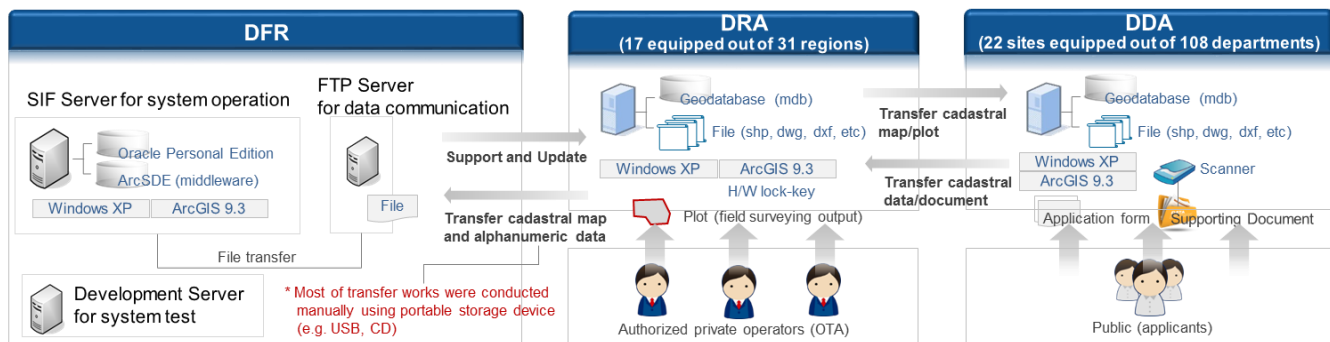 DFR
SIF Server for system operation
Oracle Personal Edition
ArcSDE (middleware)
Windows XP
ArcGIS 9.3
FTP Server
for data communication
File
File transfer
Development Server
for system test
Support and Update
Transfer cadastral map
and alphanumeric data
* Most of transfer works were conducted
manually using portable storage device
(e.g. USB, CD)
DRA
(17 equipped out of 31 regions)
Geodatabase (mdb)
File (shp, dwg, dxf, etc)
Windows XP
ArcGIS 9.3
H/W lock-key
Plot (field surveying output)
Authorized private operators (OTA)
Transfer cadastral
map/plot
Transfer cadastral
data/document
DDA
(22 sites equipped out of 108 departments)
Geodatabase (mdb)
File (shp, dwg, dxf, etc)
Windows XP
ArcGIS 9.3
Scanner
Application form
Supporting Document
Public (applicants)